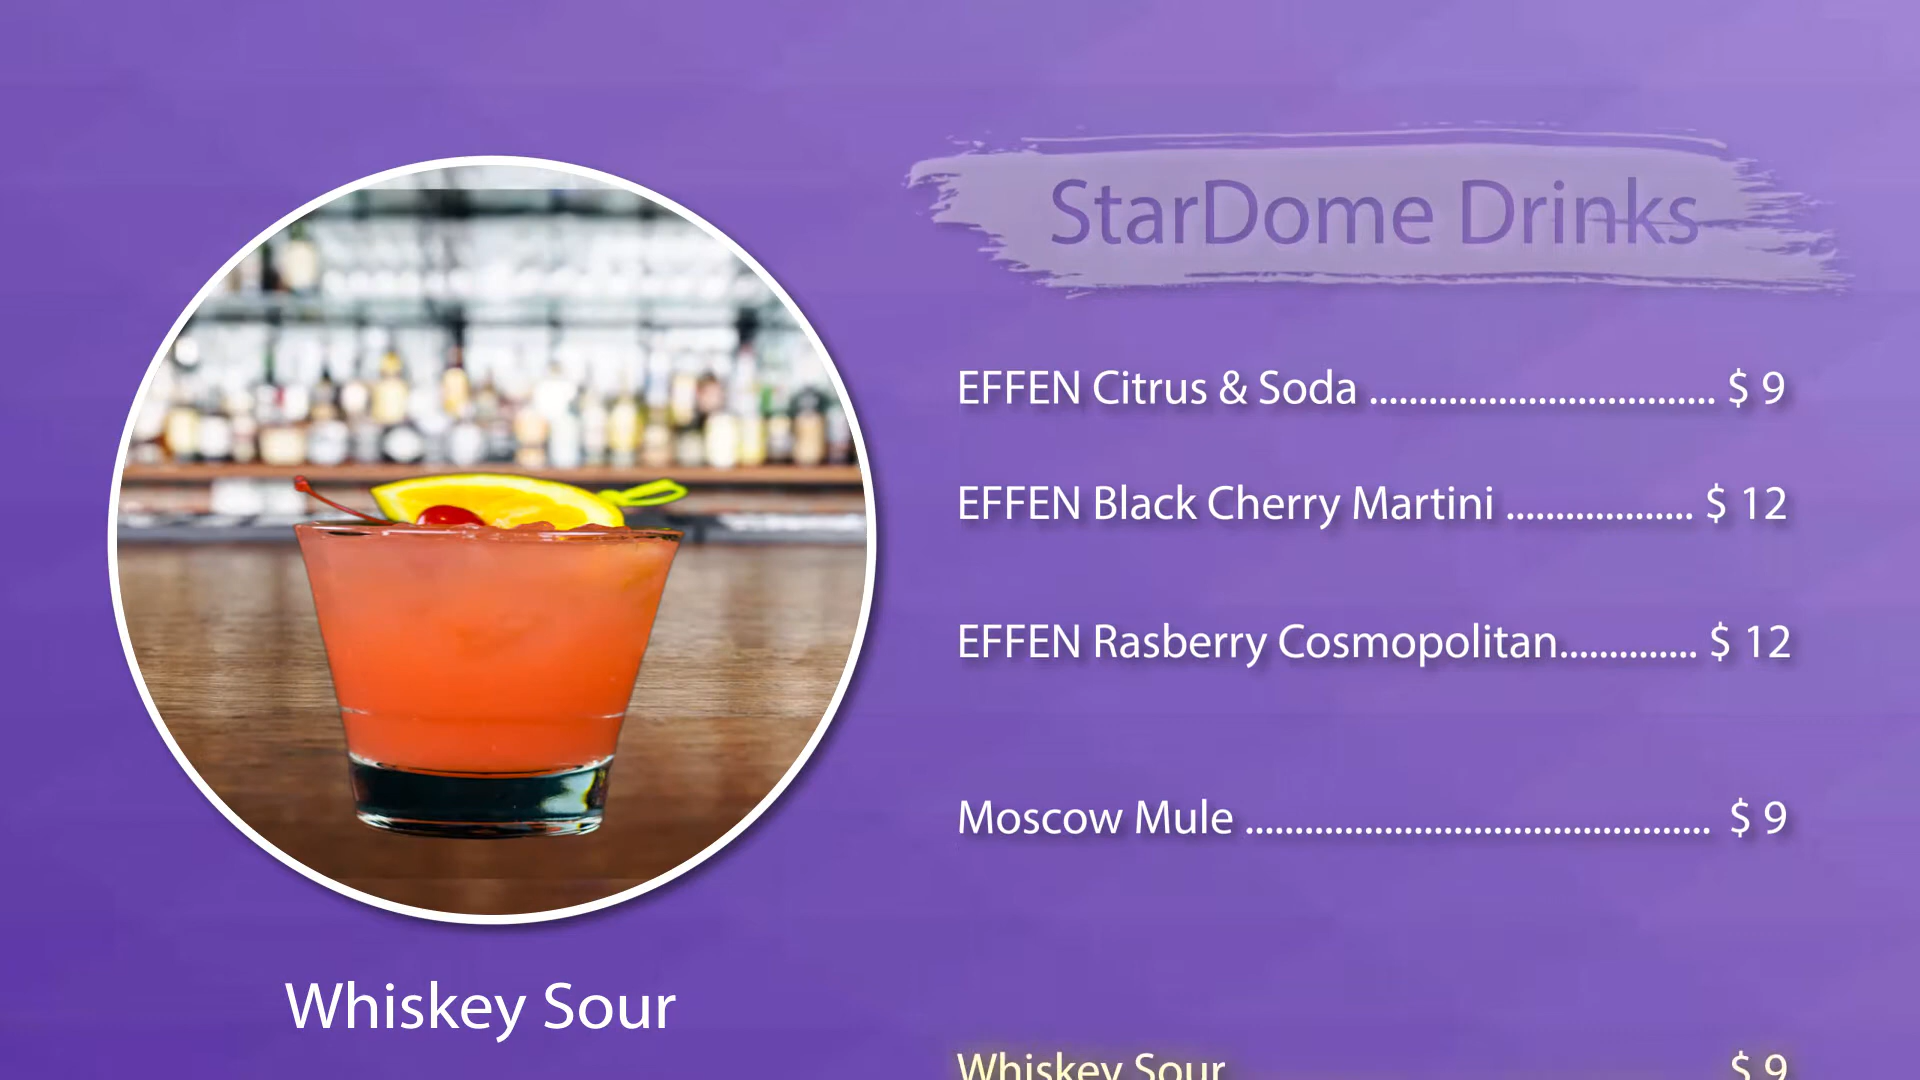 StarDome Drinks
EFFEN Citrus & Soda ................................... $ 9
EFFEN Black Cherry Martini ................... $ 12
EFFEN Rasberry Cosmopolitan.............. $ 12
Moscow Mule ............................................... $ 9
Whiskey Sour $ 9
Whiskey Sour